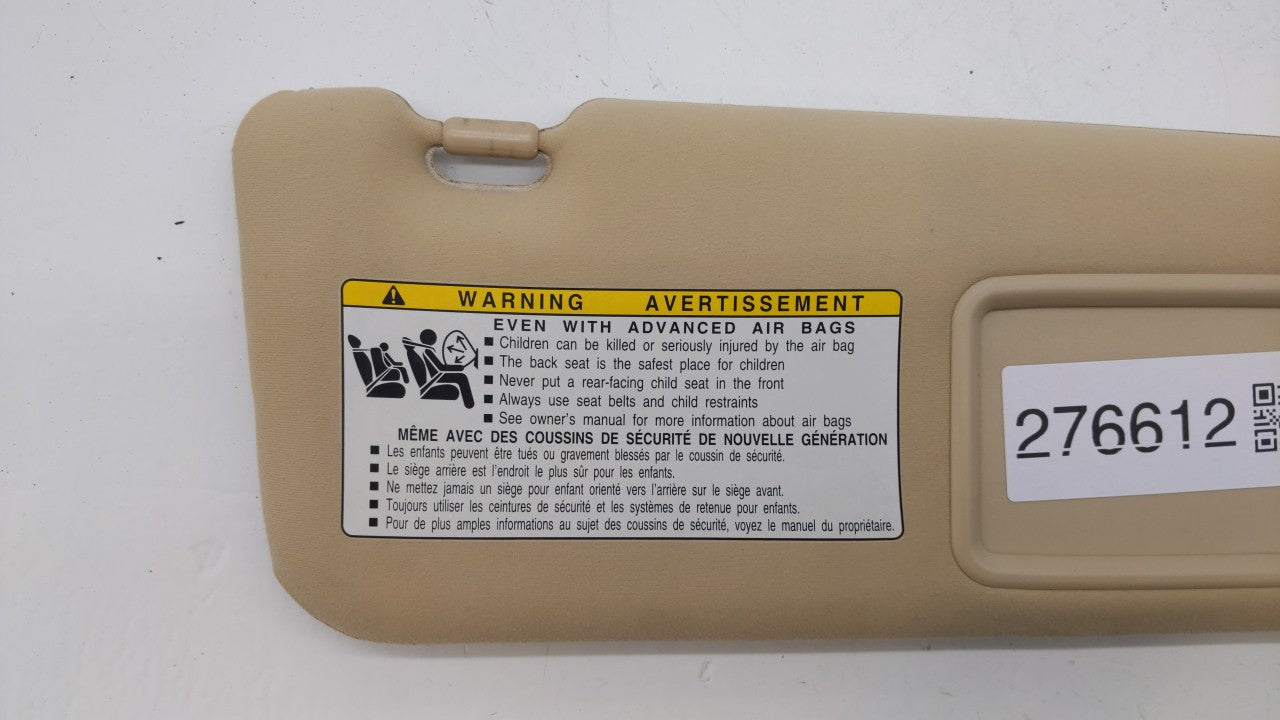 WARNING AVERTISSEMENT
EVEN WITH ADVANCED AIR BAGS
■ Children can be killed or seriously injured by the air bag
■ The back seat is the safest place for children
■ Never put a rear-facing child seat in the front
■ Always use seat belts and child restraints
■ See owner's manual for more information about air bags
MÊME AVEC DES COUSSINS DE SÉCURITÉ DE NOUVELLE GÉNÉRATION
■ Les enfants peuvent être tués ou gravement blessés par le coussin de sécurité.
■ Le siège arrière est l'endroit le plus sûr pour les enfants.
■ Ne mettez jamais un siège pour enfant orienté vers l'arrière sur le siège avant.
■ Toujours utiliser les ceintures de sécurité et les systèmes de retenue pour enfants.
■ Pour de plus amples informations au sujet des coussins de sécurité, voyez le manuel du propriétaire.
276612